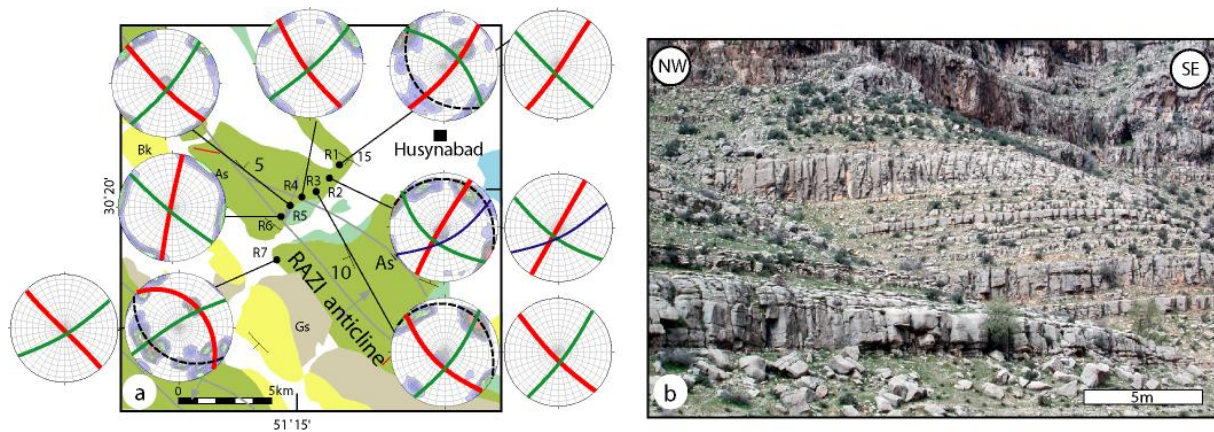 Husynabad
Bk
As
5
R1
15
R4
R3
R2
R5
R6
R7
As
10
RAZI anticline
Gs
30°20'
a
0
5km
51°15'
NW
SE
b
5m